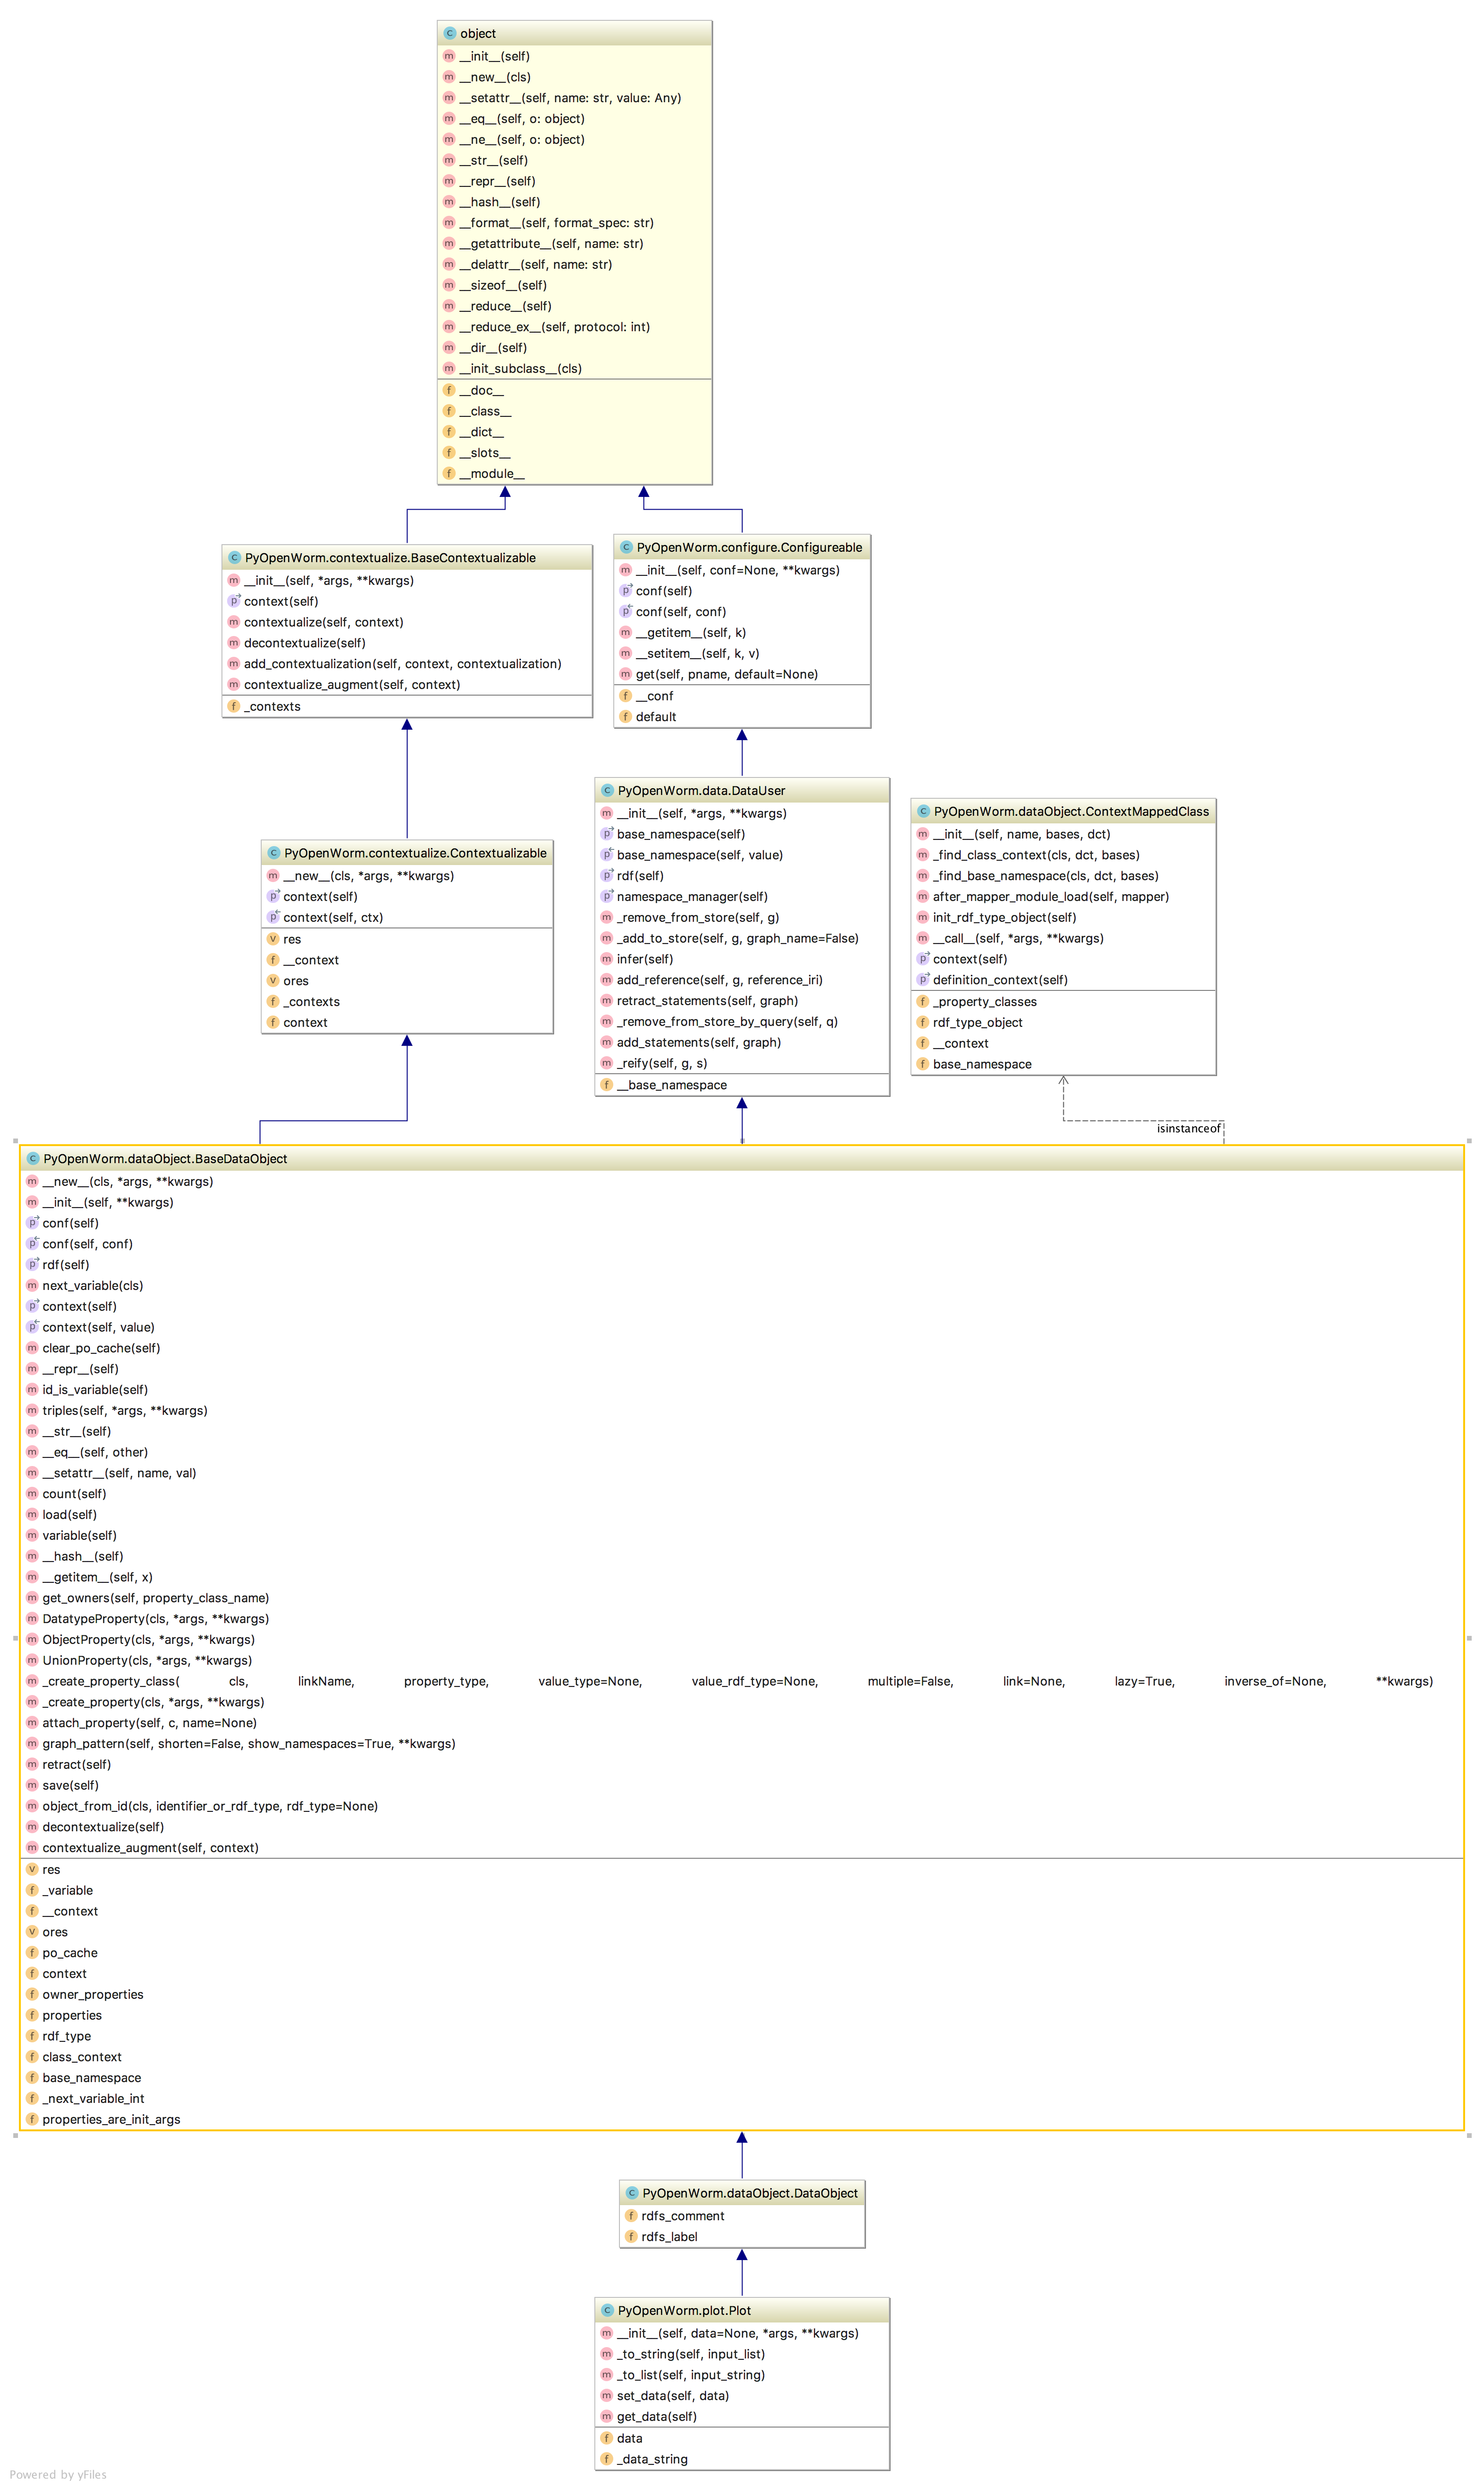 object
__init__(self)
__new__(cls)
__setattr__(self, name: str, value: Any)
__eq__(self, o: object)
__ne__(self, o: object)
__str__(self)
__repr__(self)
__hash__(self)
__format__(self, format_spec: str)
__getattribute__(self, name: str)
__delattr__(self, name: str)
__sizeof__(self)
__reduce__(self)
__reduce_ex__(self, protocol: int)
__dir__(self)
__init_subclass__(cls)
__doc__
__class__
__dict__
__slots__
__module__
PyOpenWorm.contextualize.BaseContextualizable
__init__(self, *args, **kwargs)
context(self)
contextualize(self, context)
decontextualize(self)
add_contextualization(self, context, contextualization)
contextualize_augment(self, context)
_contexts
PyOpenWorm.configure.Configureable
__init__(self, conf=None, **kwargs)
conf(self)
conf(self, conf)
__getitem__(self, k)
__setitem__(self, k, v)
get(self, pname, default=None)
__conf
default
PyOpenWorm.contextualize.Contextualizable
__new__(cls, *args, **kwargs)
context(self)
context(self, ctx)
res
__context
ores
_contexts
context
PyOpenWorm.data.DataUser
__init__(self, *args, **kwargs)
base_namespace(self)
base_namespace(self, value)
rdf(self)
namespace_manager(self)
_remove_from_store(self, g)
_add_to_store(self, g, graph_name=False)
infer(self)
add_reference(self, g, reference_iri)
retract_statements(self, graph)
_remove_from_store_by_query(self, q)
add_statements(self, graph)
_reify(self, g, s)
__base_namespace
PyOpenWorm.dataObject.ContextMappedClass
__init__(self, name, bases, dct)
_find_class_context(cls, dct, bases)
_find_base_namespace(cls, dct, bases)
after_mapper_module_load(self, mapper)
init_rdf_type_object(self)
__call__(self, *args, **kwargs)
context(self)
definition_context(self)
_property_classes
rdf_type_object
__context
base_namespace
isinstanceof
PyOpenWorm.dataObject.BaseDataObject
__new__(cls, *args, **kwargs)
__init__(self, **kwargs)
conf(self)
conf(self, conf)
rdf(self)
next_variable(cls)
context(self)
context(self, value)
clear_po_cache(self)
__repr__(self)
id_is_variable(self)
triples(self, *args, **kwargs)
__str__(self)
__eq__(self, other)
__setattr__(self, name, val)
count(self)
load(self)
variable(self)
__hash__(self)
__getitem__(self, x)
get_owners(self, property_class_name)
DatatypeProperty(cls, *args, **kwargs)
ObjectProperty(cls, *args, **kwargs)
UnionProperty(cls, *args, **kwargs)
_create_property_class( cls, linkName, property_type, value_type=None, value_rdf_type=None, multiple=False, link=None, lazy=True, inverse_of=None, **kwargs)
_create_property(cls, *args, **kwargs)
attach_property(self, c, name=None)
graph_pattern(self, shorten=False, show_namespaces=True, **kwargs)
retract(self)
save(self)
object_from_id(cls, identifier_or_rdf_type, rdf_type=None)
decontextualize(self)
contextualize_augment(self, context)
res
_variable
__context
ores
po_cache
context
owner_properties
properties
rdf_type
class_context
base_namespace
_next_variable_int
properties_are_init_args
PyOpenWorm.dataObject.DataObject
rdfs_comment
rdfs_label
PyOpenWorm.plot.Plot
__init__(self, data=None, *args, **kwargs)
_to_string(self, input_list)
_to_list(self, input_string)
set_data(self, data)
get_data(self)
data
_data_string
Powered by yFiles